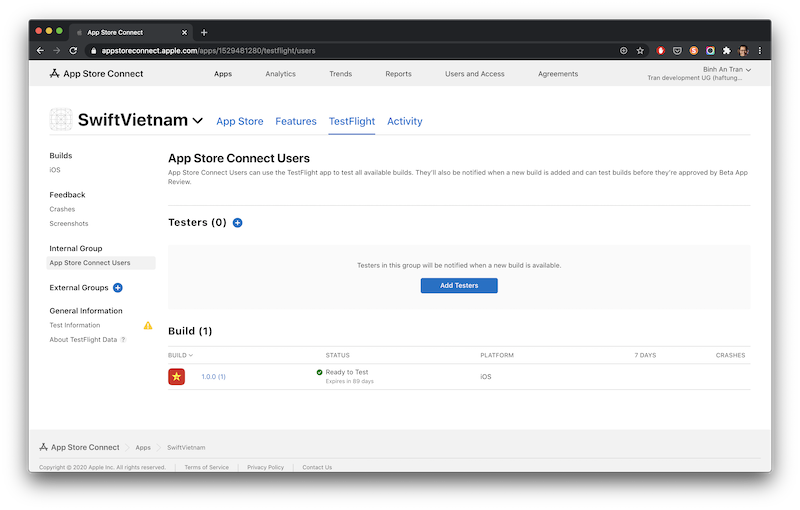 App Store Connect
appstoreconnect.apple.com/apps/1529481280/testflight/users
App Store Connect
Apps
Analytics
Trends
Reports
Users and Access
Agreements
Binh An Tran
Tran development UG (haftung...
SwiftVietnam
App Store
Features
TestFlight
Activity
Builds
iOS
Feedback
Crashes
Screenshots
Internal Group
App Store Connect Users
External Groups
General Information
Test Information
About TestFlight Data ?
App Store Connect Users
App Store Connect Users can use the TestFlight app to test all available builds. They'll also be notified when a new build is added and can test builds before they're approved by Beta App
Review.
Testers (0)
Testers in this group will be notified when a new build is available.
Add Testers
Build (1)
BUILD
STATUS
PLATFORM
7 DAYS
CRASHES
1.0.0 (1)
Ready to Test
Expires in 89 days
iOS
App Store Connect
Apps
SwiftVietnam
Copyright © 2020 Apple Inc. All rights reserved.
Terms of Service
Privacy Policy
Contact Us